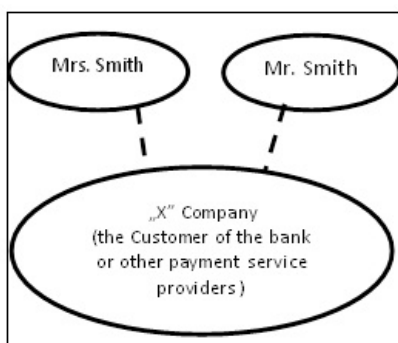 Mrs. Smith
Mr. Smith
„X” Company
(the Customer of the bank
or other payment service
providers)